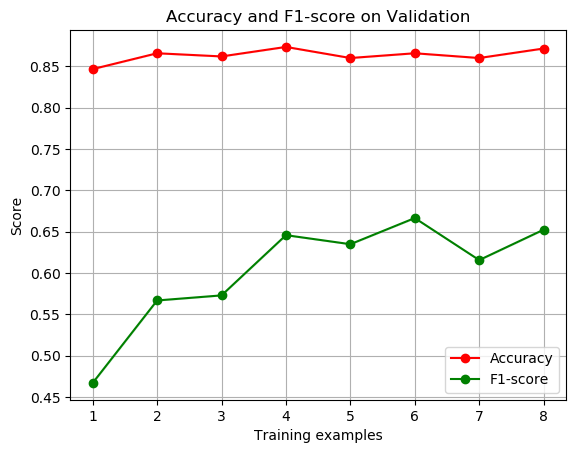 Accuracy and F1-score on Validation
Score
0.85
0.80
0.75
0.70
0.65
0.60
0.55
0.50
0.45
Accuracy
F1-score
1 2 3 4 5 6 7 8
Training examples